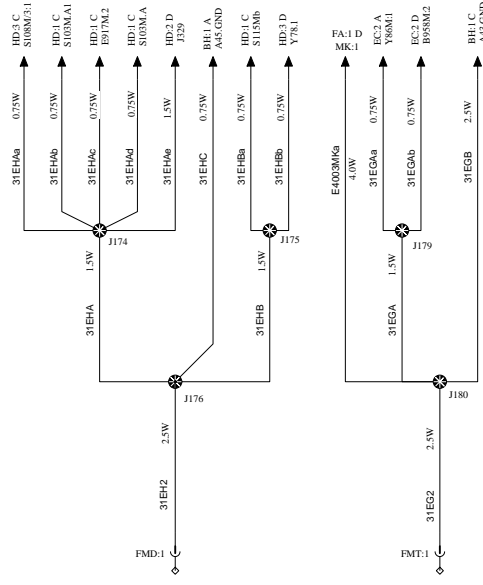 HD:3 C
S108M/3:1
HD:1 C
S103M.A1
HD:1 C
E917M.2
HD:1 C
S103M.A
HD:2 D
J329
BH:1 A
A45.GND
HD:1 C
S115Mb
HD:3 D
Y78.1
FA:1 D
MK:1
EC:2 A
Y86M:1
EC:2 D
B958M:2
BH:1 C
A43.GND
0.75W
0.75W
0.75W
0.75W
1.5W
0.75W
0.75W
0.75W
0.75W
0.75W
2.5W
31EHAa
31EHAb
31EHAc
31EHAd
31EHAe
31EHC
31EHBa
31EHBb
E4003MKa
4.0W
31EGAa
31EGAb
31EGB
J174
J175
J179
1.5W
1.5W
1.5W
31EHA
31EHB
31EGA
J176
J180
2.5W
2.5W
31EH2
31EG2
FMD:1
FMT:1